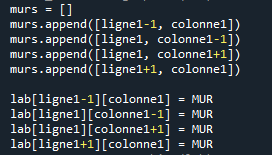 murs = []
murs.append([ligne1-1, colonne1])
murs.append([ligne1, colonne1-1])
murs.append([ligne1, colonne1+1])
murs.append([ligne1+1, colonne1])
lab[ligne1-1][colonne1] = MUR
lab[ligne1][colonne1-1] = MUR
lab[ligne1][colonne1+1] = MUR
lab[ligne1+1][colonne1] = MUR